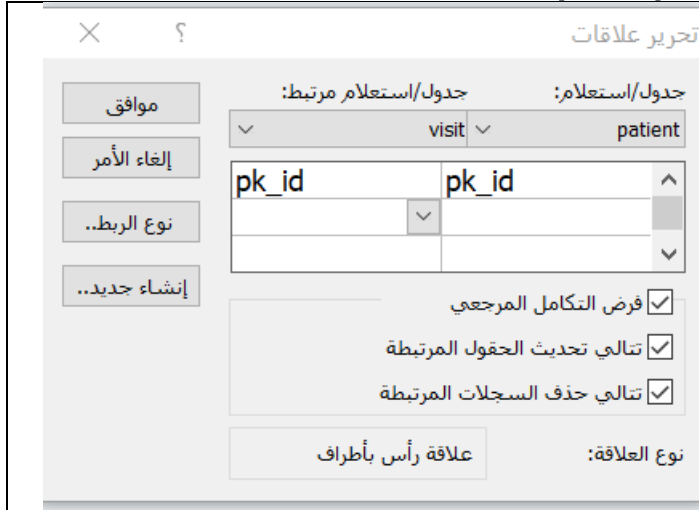 تحرير علاقات ؟
جدول/استعلام: جدول/استعلام مرتبط:
patient visit
pk_id pk_id
موافق
إلغاء الأمر
نوع الربط..
إنشاء جديد..
فرض التكامل المرجعي
تتالي تحديث الحقول المرتبطة
تتالي حذف السجلات المرتبطة
نوع العلاقة: علاقة رأس بأطراف